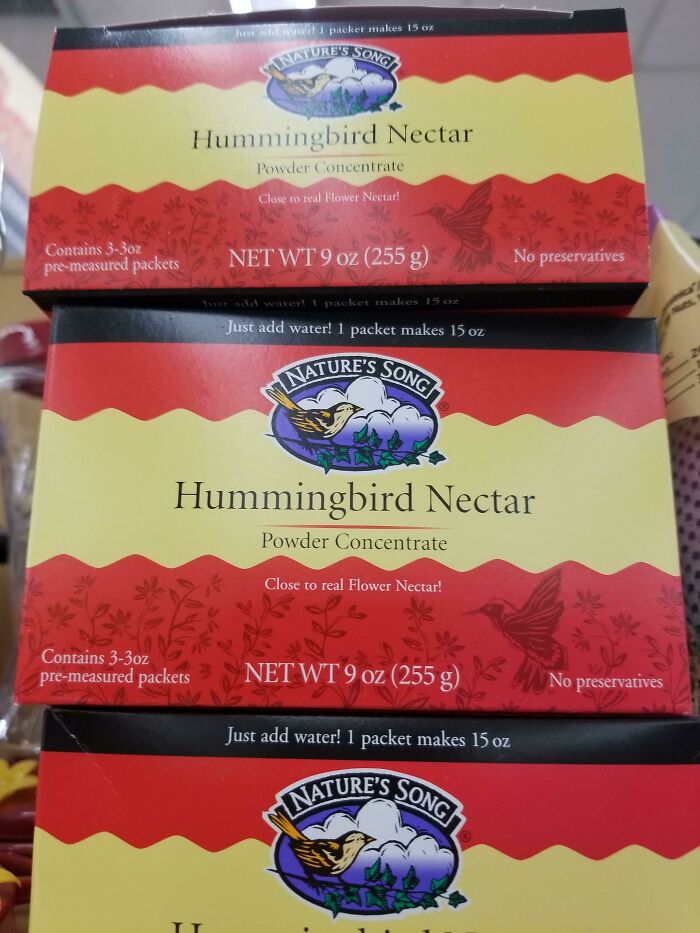 Just add water! 1 packet makes 15 oz
NATURE'S SONG
Hummingbird Nectar
Powder Concentrate
Close to real Flower Nectar!
Contains 3-3oz
pre-measured packets
NET WT 9 oz (255 g)
No preservatives
Just add water! 1 packet makes 15 oz
Just add water! 1 packet makes 15 oz
NATURE'S SONG
®
Hummingbird Nectar
Powder Concentrate
Close to real Flower Nectar!
Contains 3-3oz
pre-measured packets
NET WT 9 oz (255 g)
No preservatives
Just add water! 1 packet makes 15 oz
NATURE'S SONG
®